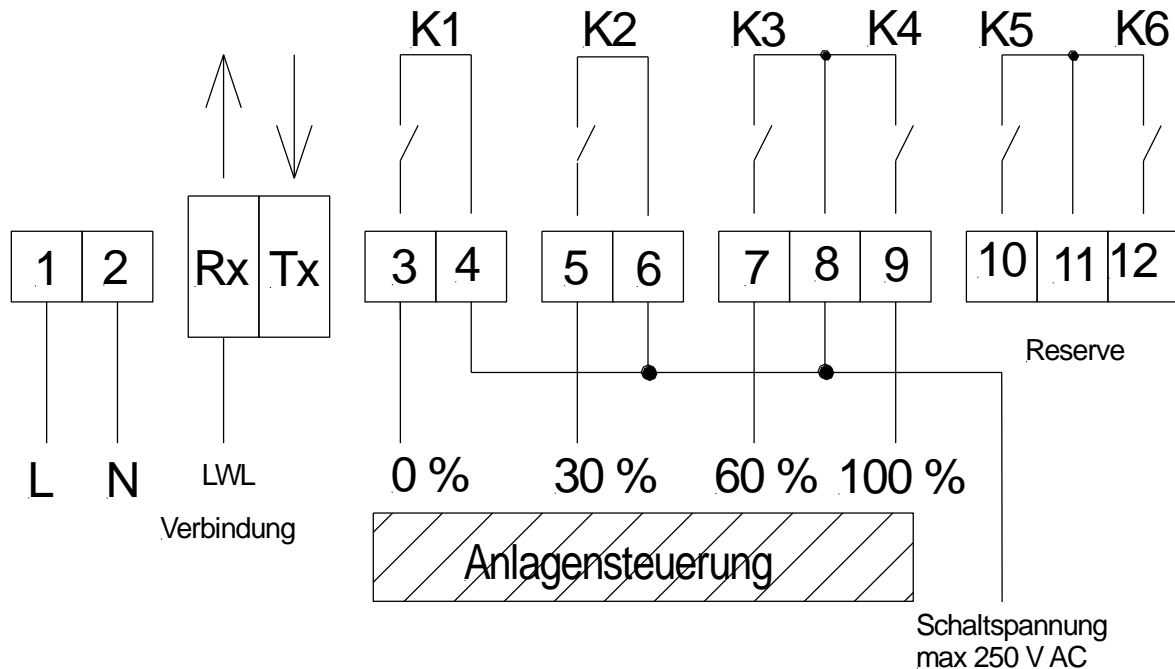 K1 K2 K3 K4 K5 K6
1 2 Rx Tx 3 4 5 6 7 8 9 10 11 12
Reserve
L N LWL 0 % 30 % 60 % 100 %
Verbindung
Anlagensteuerung
Schaltspannung
max 250 V AC